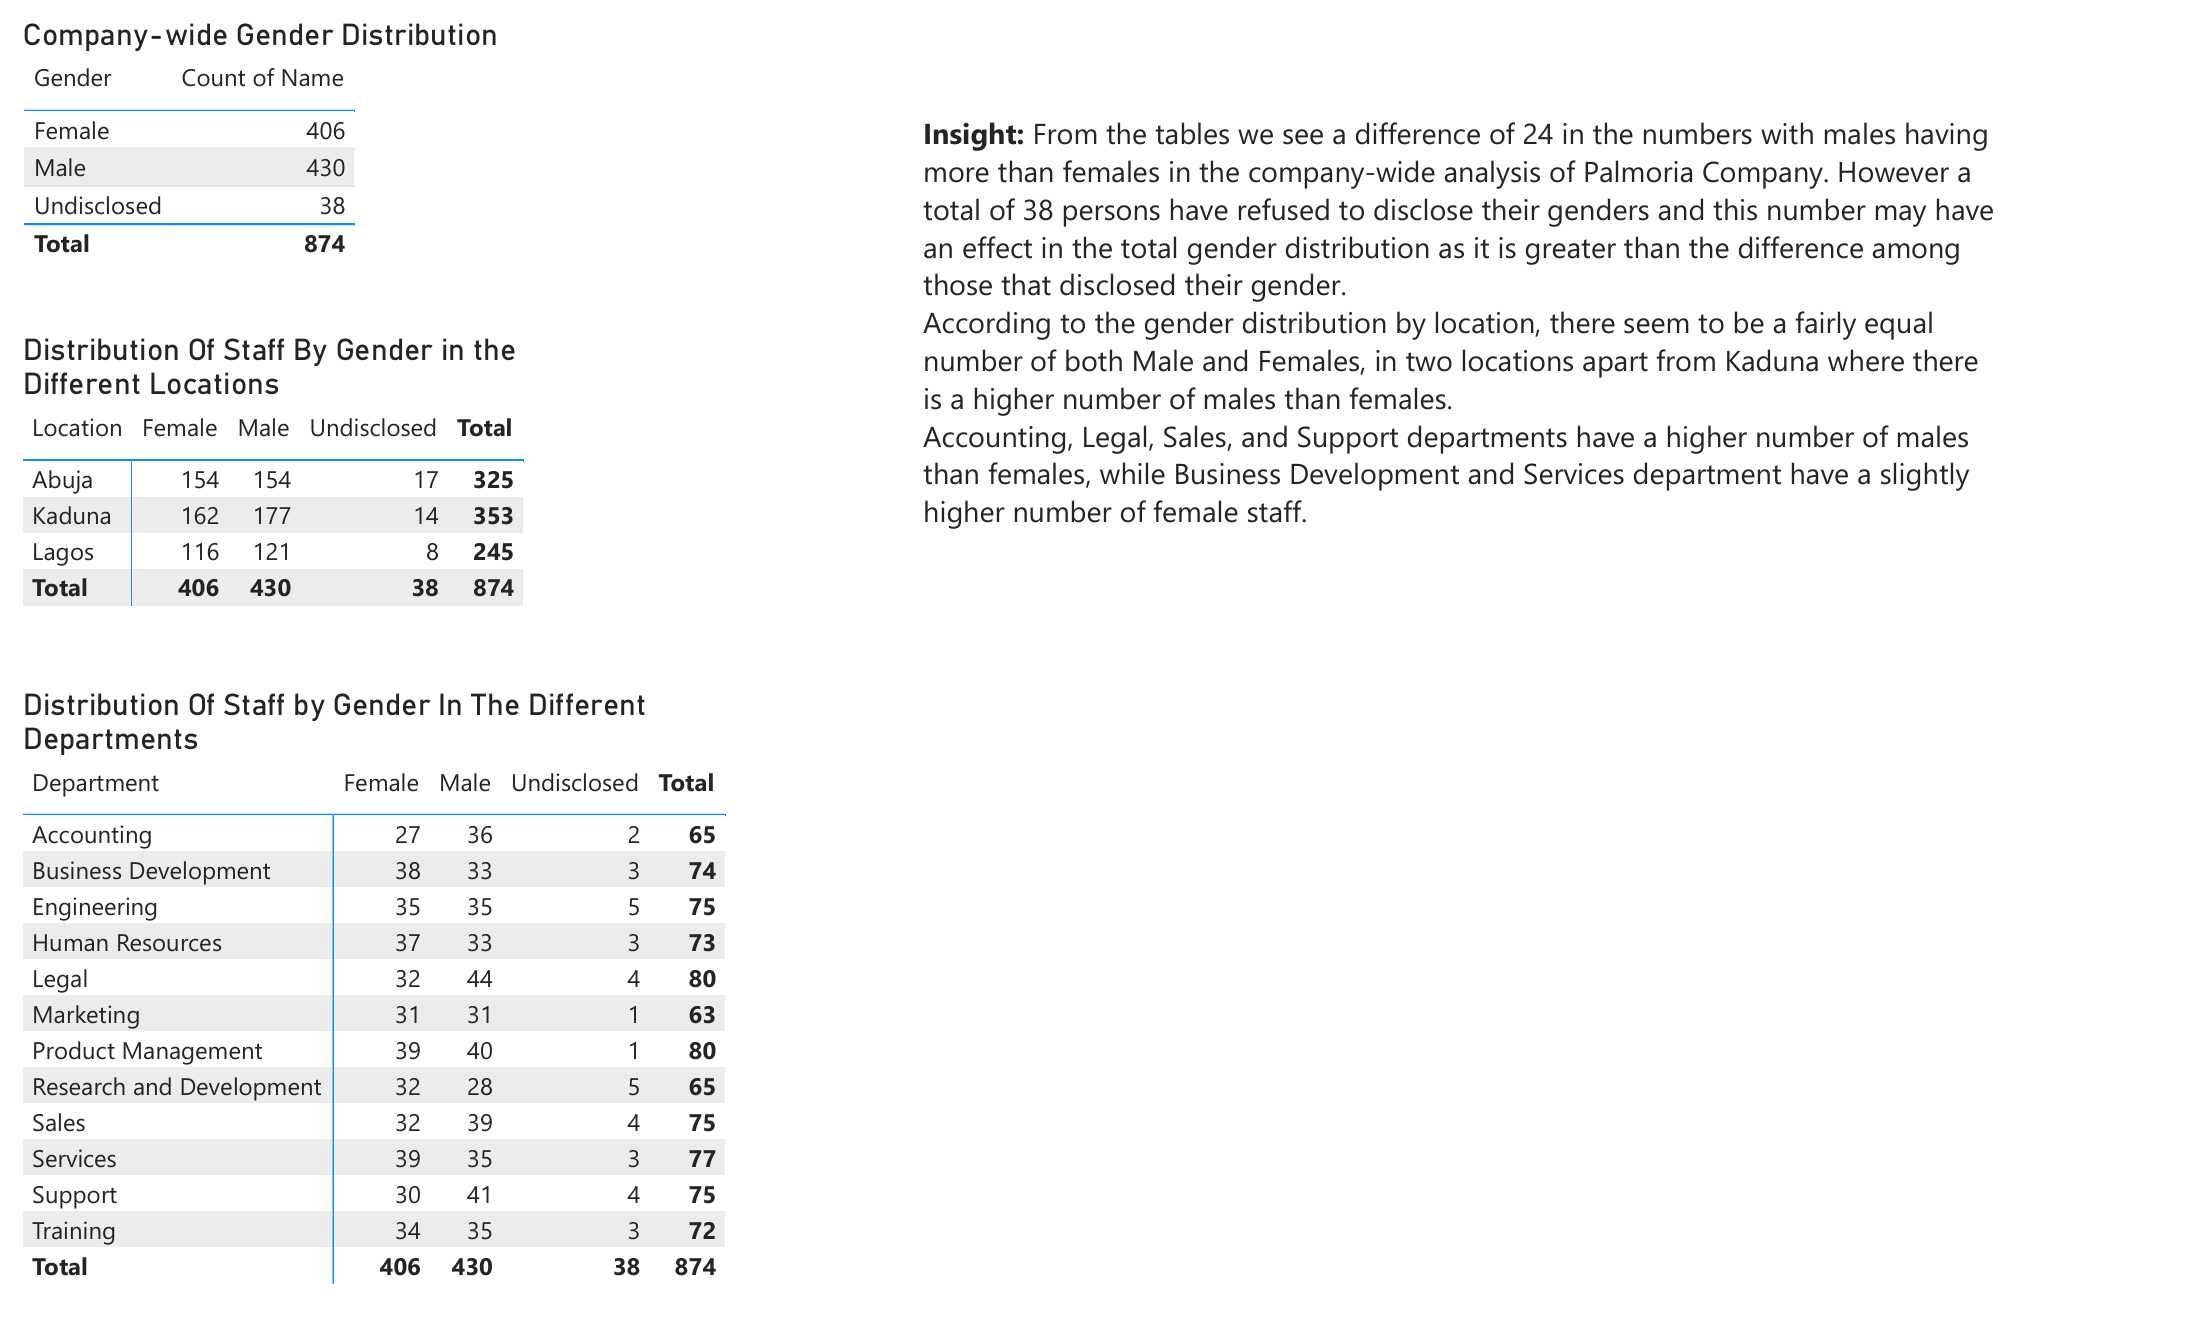 Company-wide Gender Distribution
Gender Count of Name
Female 406
Male 430
Undisclosed 38
Total 874
Insight: From the tables we see a difference of 24 in the numbers with males having
more than females in the company-wide analysis of Palmoria Company. However a
total of 38 persons have refused to disclose their genders and this number may have
an effect in the total gender distribution as it is greater than the difference among
those that disclosed their gender.
According to the gender distribution by location, there seem to be a fairly equal
number of both Male and Females, in two locations apart from Kaduna where there
is a higher number of males than females.
Accounting, Legal, Sales, and Support departments have a higher number of males
than females, while Business Development and Services department have a slightly
higher number of female staff.
Distribution Of Staff By Gender in the
Different Locations
Location Female Male Undisclosed Total
Abuja 154 154 17 325
Kaduna 162 177 14 353
Lagos 116 121 8 245
Total 406 430 38 874
Distribution Of Staff by Gender In The Different
Departments
Department Female Male Undisclosed Total
Accounting 27 36 2 65
Business Development 38 33 3 74
Engineering 35 35 5 75
Human Resources 37 33 3 73
Legal 32 44 4 80
Marketing 31 31 1 63
Product Management 39 40 1 80
Research and Development 32 28 5 65
Sales 32 39 4 75
Services 39 35 3 77
Support 30 41 4 75
Training 34 35 3 72
Total 406 430 38 874